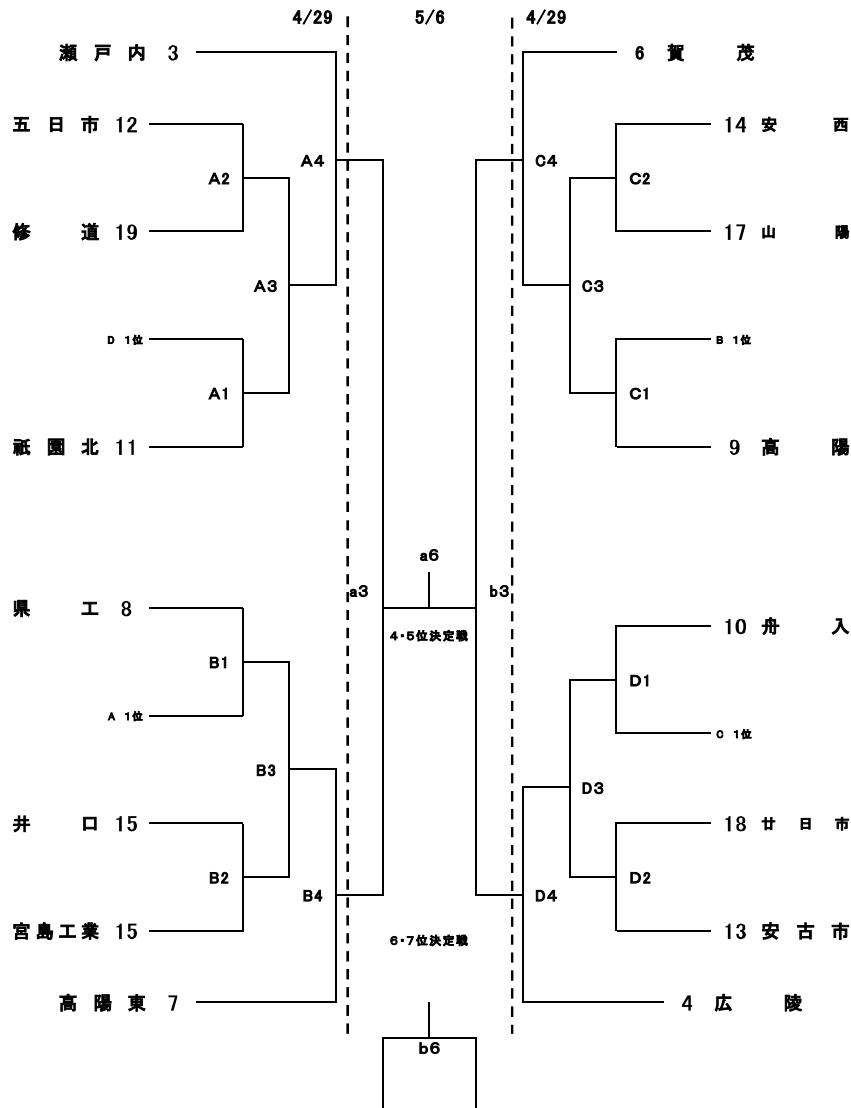 4/29 5/6 4/29
瀬戸内 3
6 賀茂
五日市 12
14 安西
A4
C4
A2
C2
修道 19
17 山陽
A3
C3
D 1位
B 1位
A1
C1
祇園北 11
9 高陽
a6
a3
b3
県工 8
10 舟入
4・5位決定戦
B1
D1
A 1位
C 1位
B3
D3
井口 15
18 廿日市
B2
D2
B4
D4
宮島工業 15
13 安古市
6・7位決定戦
高陽東 7
4 広陵
b6